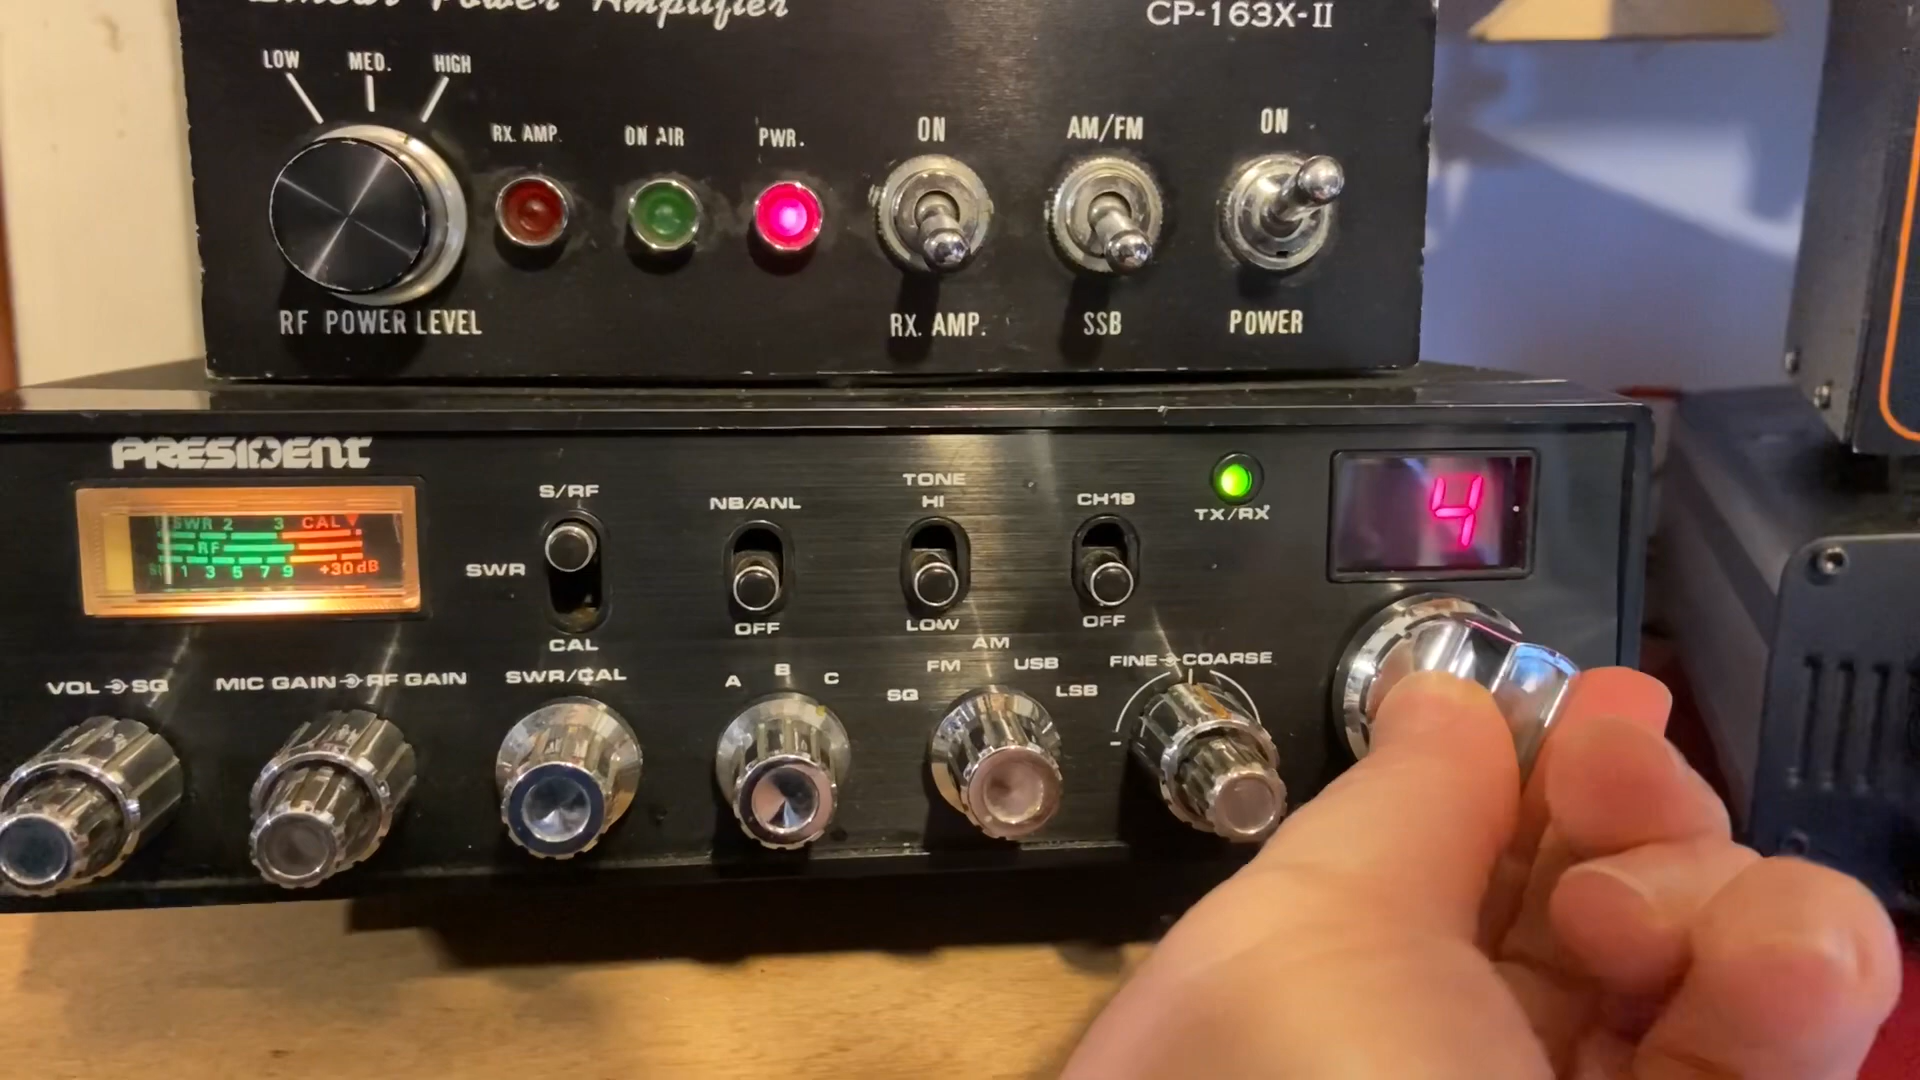 Linear Power Amplifier
CP-163X-II
LOW MED. HIGH
RX. AMP. ON AIR PWR. ON AM/FM ON
RF POWER LEVEL RX. AMP. SSB POWER
PRESIDENT
SWR 2 3 CAL
RF
1 3 5 7 9 +30dB
S/RF
SWR
CAL
NB/ANL
OFF
TONE
HI
LOW
CH19
OFF
TX/RX
4
VOL SQ
MIC GAIN RF GAIN
SWR/CAL
A B C
SQ FM AM USB LSB
FINE COARSE
-